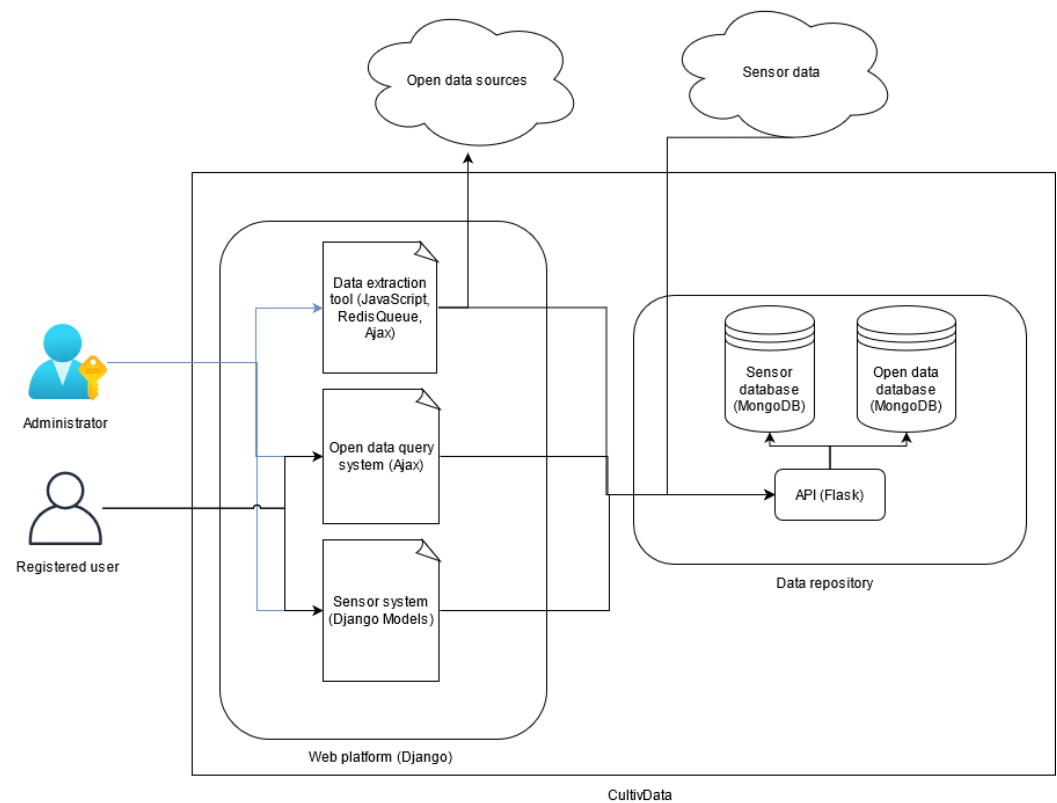 Open data sources
Sensor data
Data extraction
tool (JavaScript,
RedisQueue,
Ajax)
Administrator
Open data query
system (Ajax)
Registered user
Sensor system
(Django Models)
Web platform (Django)
Sensor
database
(MongoDB)
Open data
database
(MongoDB)
API (Flask)
Data repository
CultivData